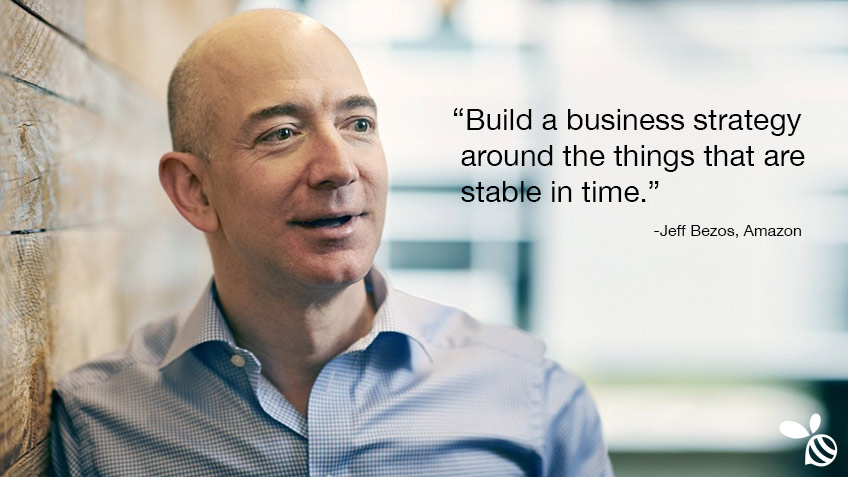 “Build a business strategy
around the things that are
stable in time.”
-Jeff Bezos, Amazon